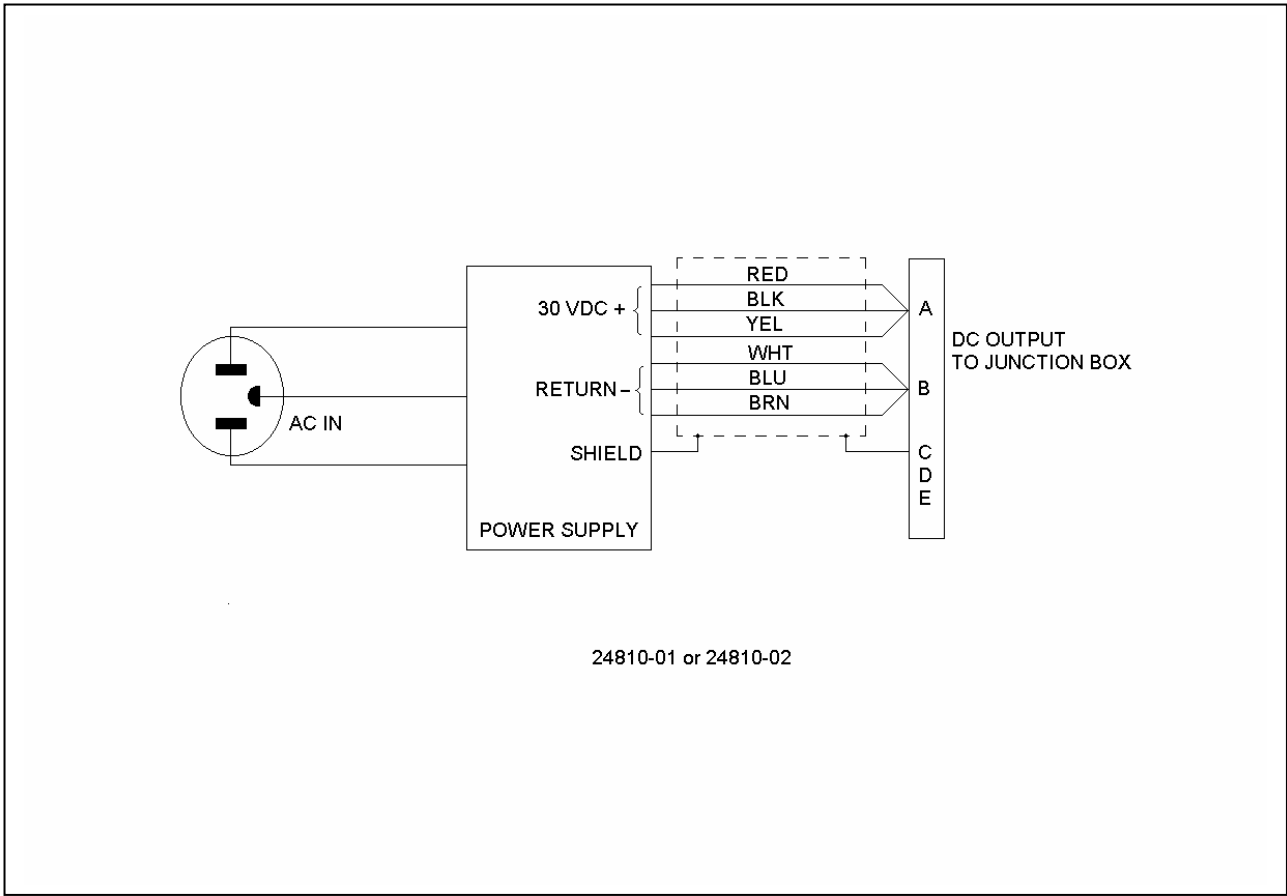 RED
30 VDC +
BLK
A
YEL
DC OUTPUT
TO JUNCTION BOX
WHT
RETURN –
BLU
B
BRN
AC IN
SHIELD
C
D
E
POWER SUPPLY
24810-01 or 24810-02